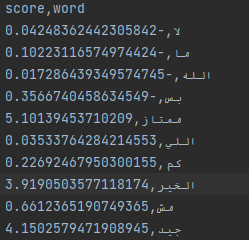 score,word
-0.04248362442305842,لا
-0.10223116574974424,ما
-0.017286439349574745,الله
-0.3566740458634549,بس
5.10139453710209,ممتاز
0.03533764284214553,اللي
0.22692467950300155,كم
3.9190503577118174,الخير
0.6612365190749365,مش
4.1502579471908945,جيد